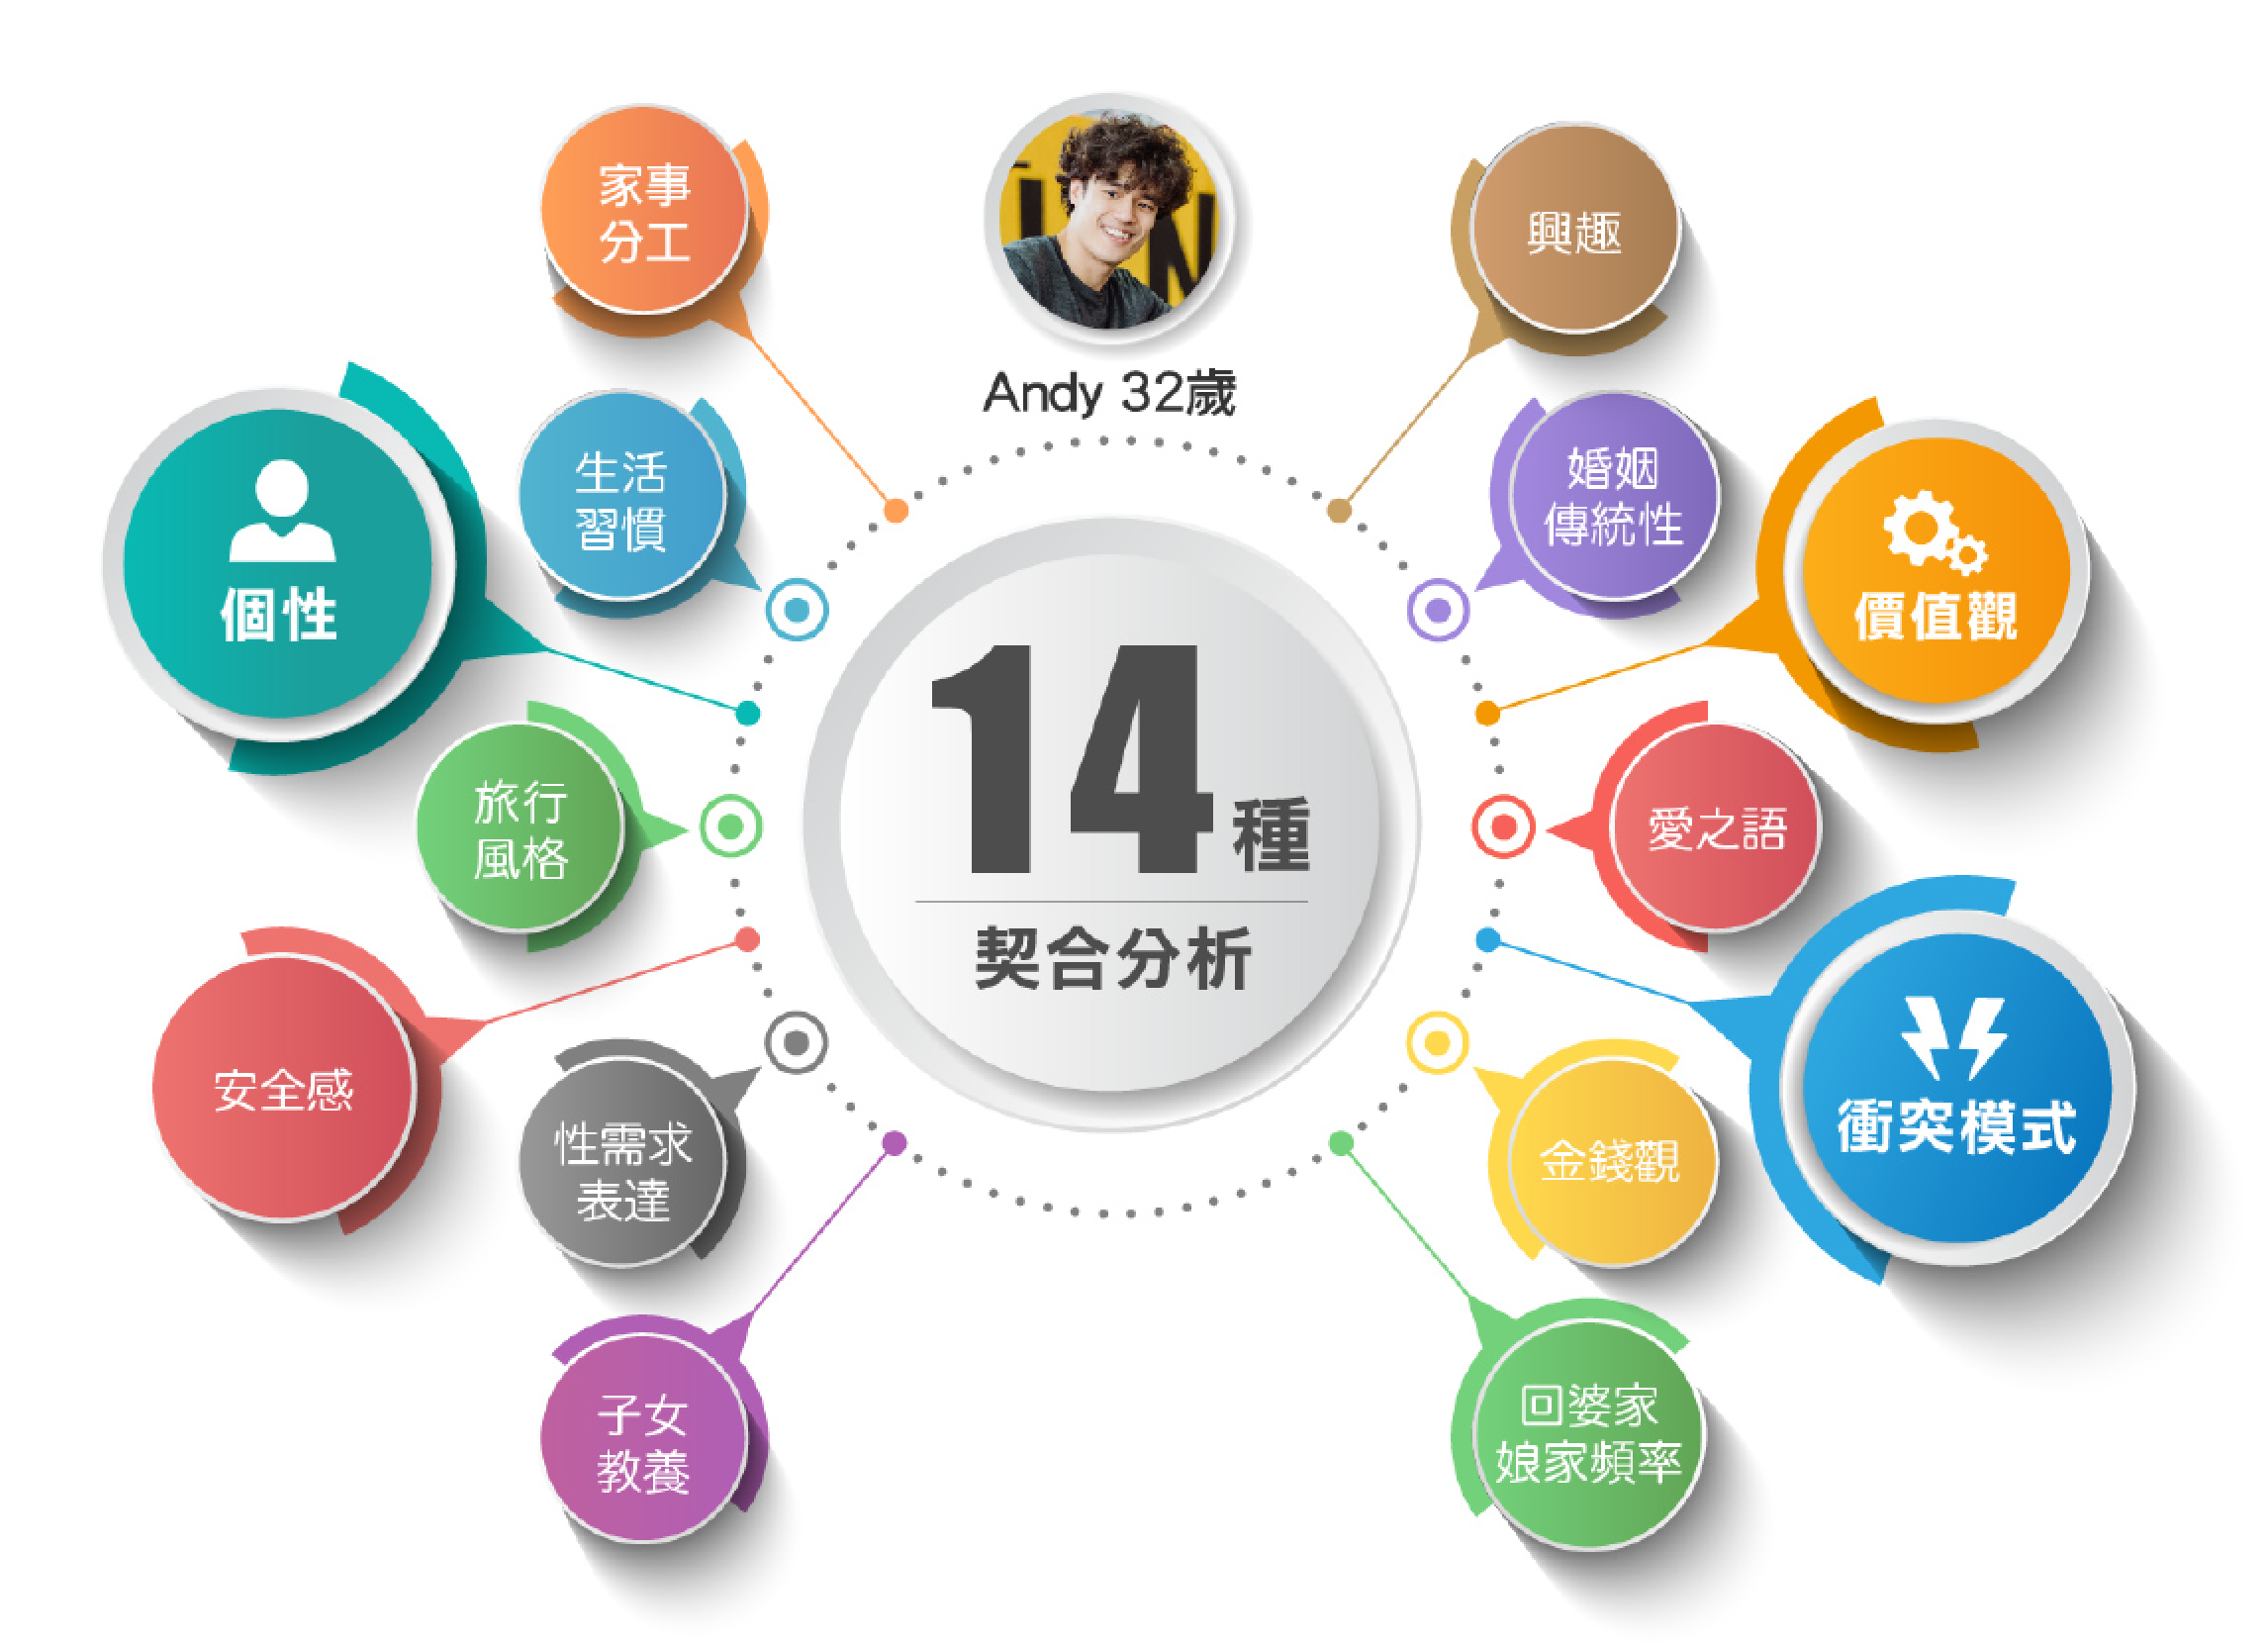 Andy 32歲
14種
契合分析
家事
分工
生活
習慣
個性
旅行
風格
安全感
性需求
表達
子女
教養
興趣
婚姻
傳統性
價值觀
愛之語
衝突模式
金錢觀
回婆家
娘家頻率